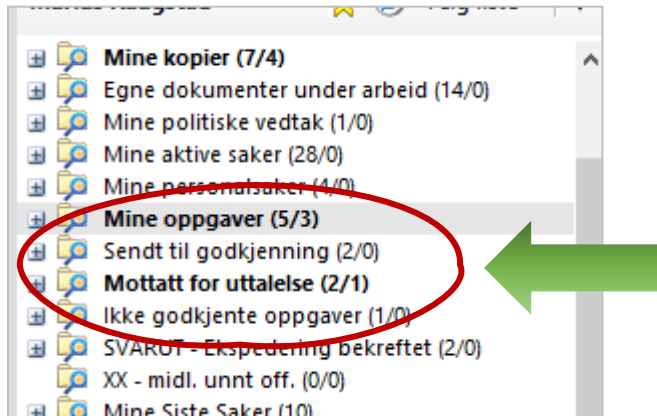 Mine kopier (7/4)
Egne dokumenter under arbeid (14/0)
Mine politiske vedtak (1/0)
Mine aktive saker (28/0)
Mine personalsaker (4/0)
Mine oppgaver (5/3)
Sendt til godkjenning (2/0)
Mottatt for uttalelse (2/1)
Ikke godkjente oppgaver (1/0)
SVARUT - Ekspedering bekreftet (2/0)
XX - midl. unnt off. (0/0)
Mine Siste Saker (10)